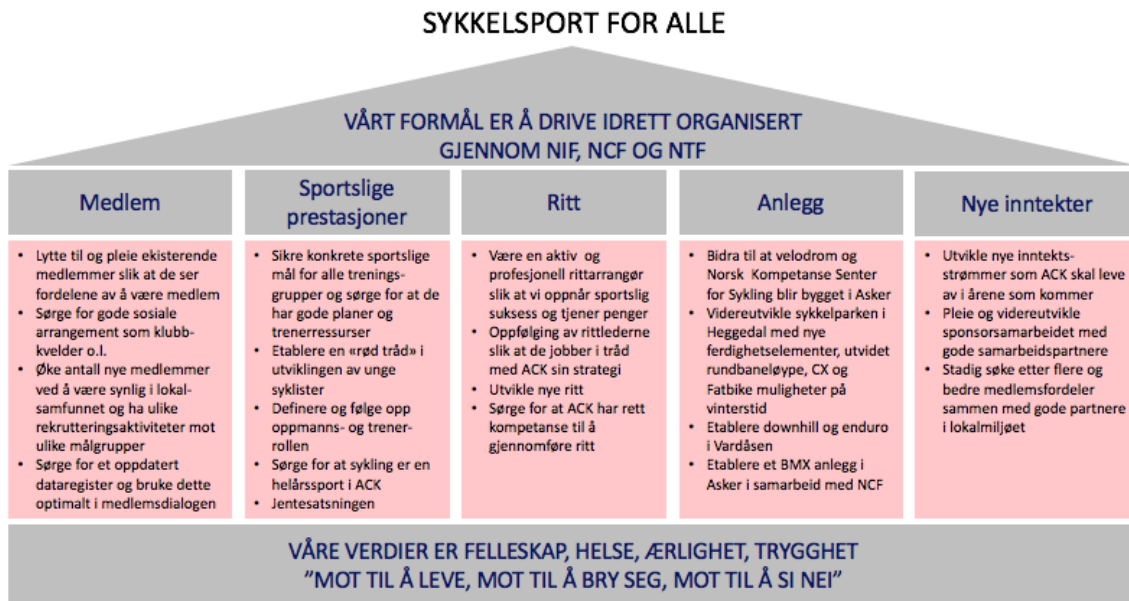 SYKKELSPORT FOR ALLE
VÅRT FORMÅL ER Å DRIVE IDRETT ORGANISERT
GJENNOM NIF, NCF OG NTF
Medlem
• Lytte til og pleie ekisterende
medlemmer slik at de ser
fordelene av å være medlem
• Sørge for gode sosiale
arrangement som klubb-
kvelder o.l.
• Øke antall nye medlemmer
ved å være synlig i lokal-
samfunnet og ha ulike
rekrutteringsaktiviteter mot
ulike målgrupper
• Sørge for et oppdatert
dataregister og bruke dette
optimalt i medlemsdialogen
Sportslige
prestasjoner
• Sikre konkrete sportslige
mål for alle trenings-
grupper og sørge for at de
har gode planer og
trenerressurser
• Etablere en «rød tråd» i
utviklingen av unge
syklister
• Definere og følge opp
oppmanns- og trener-
rollen
• Sørge for at sykling er en
helårssport i ACK
• Jentesatsningen
Ritt
• Være en aktiv og
profesjonell rittarrangør
slik at vi oppnår sportslig
suksess og tjener penger
• Oppfølging av rittlederne
slik at de jobber i tråd
med ACK sin strategi
• Utvikle nye ritt
• Sørge for at ACK har rett
kompetanse til å
gjennomføre ritt
Anlegg
• Bidra til at velodrom og
Norsk Kompetanse Senter
for Sykling blir bygget i Asker
• Videreutvikle sykkelparken i
Heggedal med nye
ferdighetselementer, utvidet
rundbaneløype, CX og
Fatbike muligheter på
vinterstid
• Etablere downhill og enduro
i Vardåsen
• Etablere et BMX anlegg i
Asker i samarbeid med NCF
Nye inntekter
• Utvikle nye inntekts-
strømmer som ACK skal leve
av i årene som kommer
• Pleie og videreutvikle
sponsorsamarbeidet med
gode samarbeidspartnere
• Stadig søke etter flere og
bedre medlemsfordeler
sammen med gode partnere
i lokalmiljøet
VÅRE VERDIER ER FELLESKAP, HELSE, ÆRLIGHET, TRYGGHET
”MOT TIL Å LEVE, MOT TIL Å BRY SEG, MOT TIL Å SI NEI”